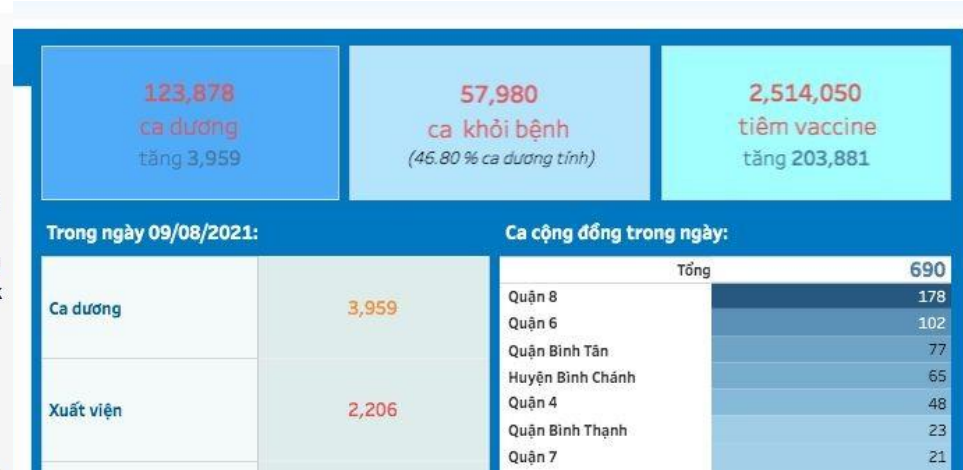 123,878
ca dương
tăng 3,959
57,980
ca khỏi bệnh
(46.80 % ca dương tính)
2,514,050
tiêm vaccine
tăng 203,881
Trong ngày 09/08/2021:
Ca dương 3,959
Xuất viện 2,206
Ca cộng đồng trong ngày:
Tổng 690
Quận 8 178
Quận 6 102
Quận Bình Tân 77
Huyện Bình Chánh 65
Quận 4 48
Quận Bình Thạnh 23
Quận 7 21